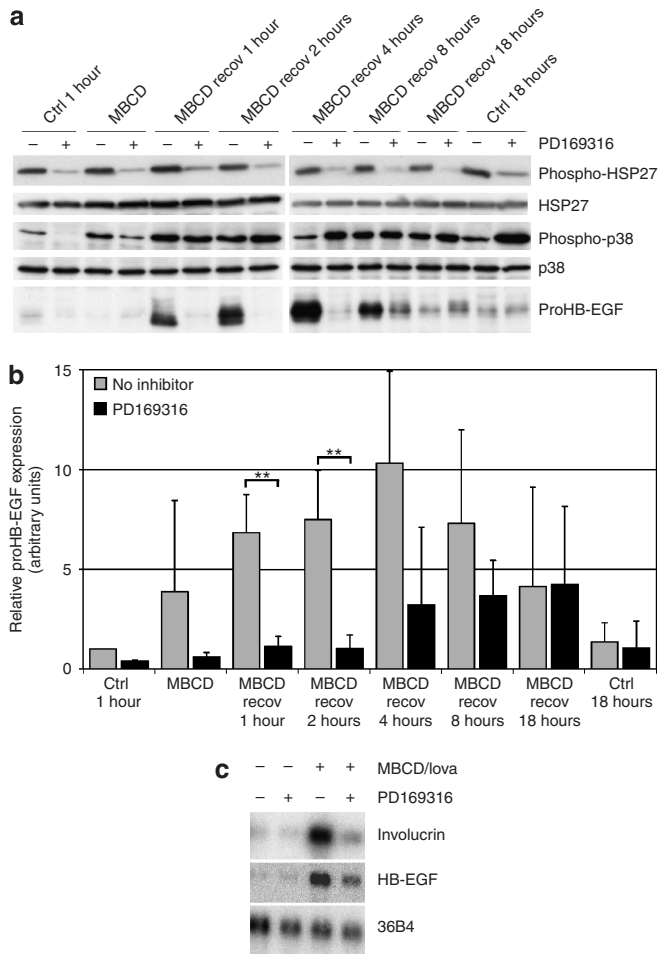 a
Ctrl 1 hour
MBCD
MBCD recov 1 hour
MBCD recov 2 hours
MBCD recov 4 hours
MBCD recov 8 hours
MBCD recov 18 hours
Ctrl 18 hours
– + – + – + – + – + – + – + – + PD169316
Phospho-HSP27
HSP27
Phospho-p38
p38
ProHB-EGF
b
Relative proHB-EGF expression
(arbitrary units)
15
10
5
0
No inhibitor
PD169316
**
**
Ctrl
1 hour
MBCD
MBCD
recov
1 hour
MBCD
recov
2 hours
MBCD
recov
4 hours
MBCD
recov
8 hours
MBCD
recov
18 hours
Ctrl
18 hours
c
– – + + MBCD/lova
– + – + PD169316
Involucrin
HB-EGF
36B4